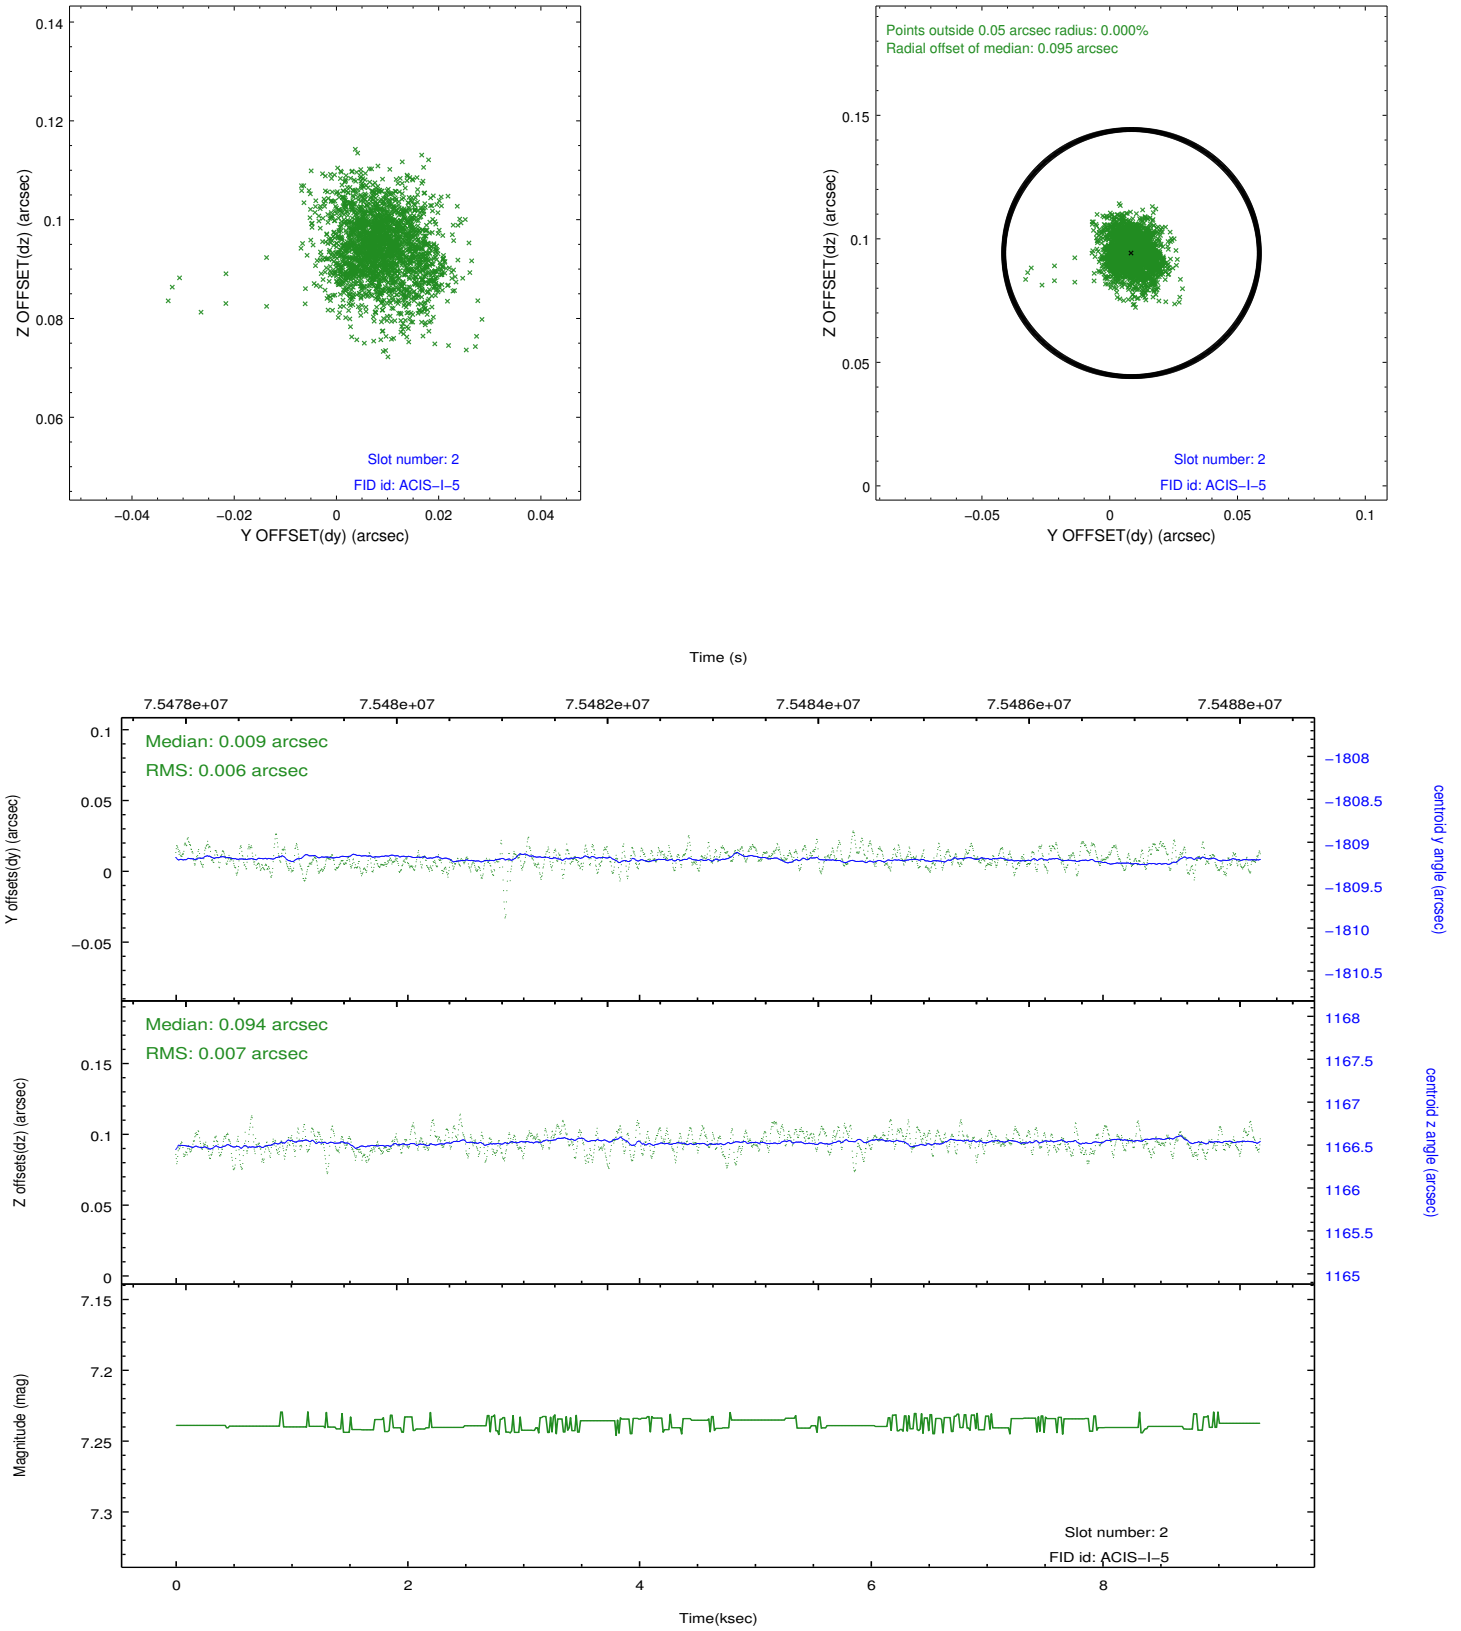 0.14
0.12
0.1
0.08
0.06
Z OFFSET(dz) (arcsec)
Slot number: 2
FID id: ACIS−I−5
−0.04
−0.02
0
0.02
0.04
Y OFFSET(dy) (arcsec)
Points outside 0.05 arcsec radius: 0.000%
Radial offset of median: 0.095 arcsec
0.15
0.1
0.05
0
Z OFFSET(dz) (arcsec)
Slot number: 2
FID id: ACIS−I−5
−0.05
0
0.05
0.1
Y OFFSET(dy) (arcsec)
Time (s)
7.5478e+07
7.548e+07
7.5482e+07
7.5484e+07
7.5486e+07
7.5488e+07
Median: 0.009 arcsec
RMS: 0.006 arcsec
0.1
0.05
0
−0.05
Y offsets(dy) (arcsec)
−1808
−1808.5
−1809
−1809.5
−1810
−1810.5
centroid y angle (arcsec)
Median: 0.094 arcsec
RMS: 0.007 arcsec
0.15
0.1
0.05
0
Z offsets(dz) (arcsec)
1168
1167.5
1167
1166.5
1166
1165.5
1165
centroid z angle (arcsec)
7.15
7.2
7.25
7.3
Magnitude (mag)
Slot number: 2
FID id: ACIS−I−5
0
2
4
6
8
Time(ksec)